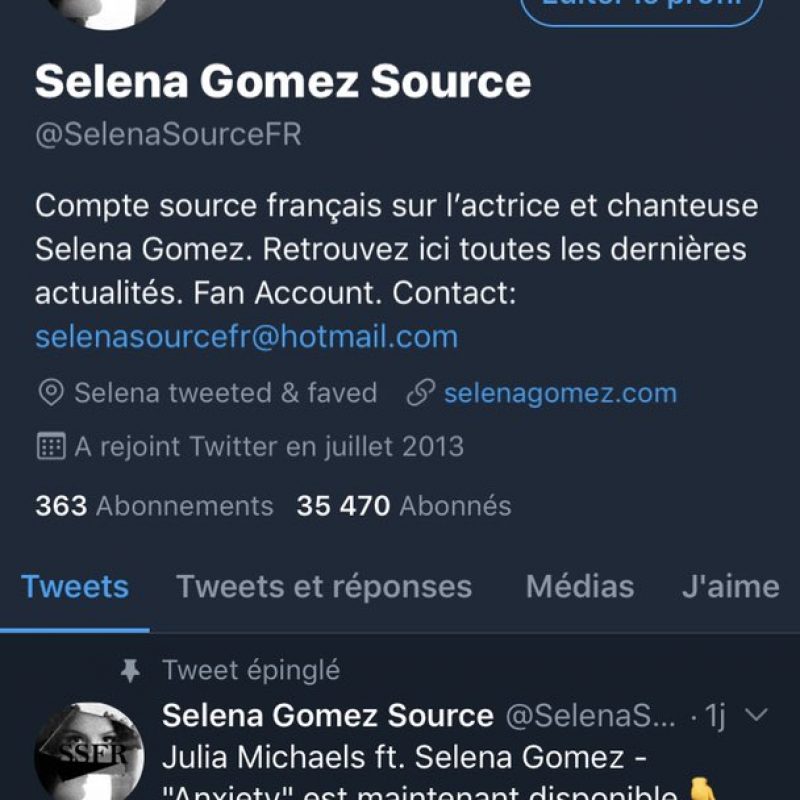 Editer le profil
Selena Gomez Source
@SelenaSourceFR
Compte source français sur l’actrice et chanteuse
Selena Gomez. Retrouvez ici toutes les dernières
actualités. Fan Account. Contact:
selenasourcefr@hotmail.com
Selena tweeted & faved selenagomez.com
A rejoint Twitter en juillet 2013
363 Abonnements 35 470 Abonnés
Tweets Tweets et réponses Médias J'aime
Tweet épinglé
Selena Gomez Source @SelenaS... · 1j
SSFR
Julia Michaels ft. Selena Gomez -
"Anxiety" est maintenant disponible 👇